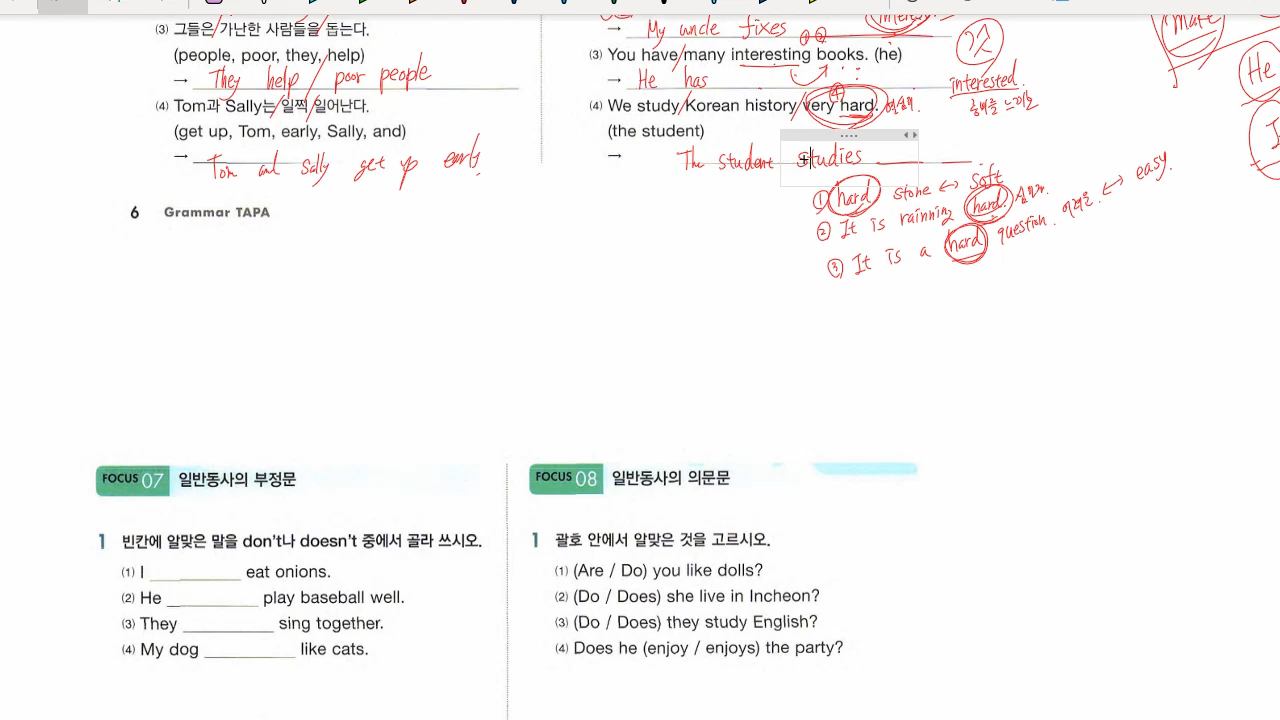 (3) 그들은 가난한 사람들을 돕는다.
(people, poor, they, help)
→ They help poor people
(4) Tom과 Sally는 일찍 일어난다.
(get up, Tom, early, Sally, and)
→ Tom and Sally get up early.
6 Grammar TAPA
→ My uncle fixes
(3) You have many interesting books. (he)
→ He has
(4) We study Korean history very hard. 열심히
(the student)
→ The student studies
interested
흥미를 느끼는
① hard stone ↔ soft
② It is rainning hard. 심하게
③ It is a hard question. 어려운 ↔ easy.
He
FOCUS 07 일반동사의 부정문
1 빈칸에 알맞은 말을 don't나 doesn't 중에서 골라 쓰시오.
(1) I ________ eat onions.
(2) He ________ play baseball well.
(3) They ________ sing together.
(4) My dog ________ like cats.
FOCUS 08 일반동사의 의문문
1 괄호 안에서 알맞은 것을 고르시오.
(1) (Are / Do) you like dolls?
(2) (Do / Does) she live in Incheon?
(3) (Do / Does) they study English?
(4) Does he (enjoy / enjoys) the party?